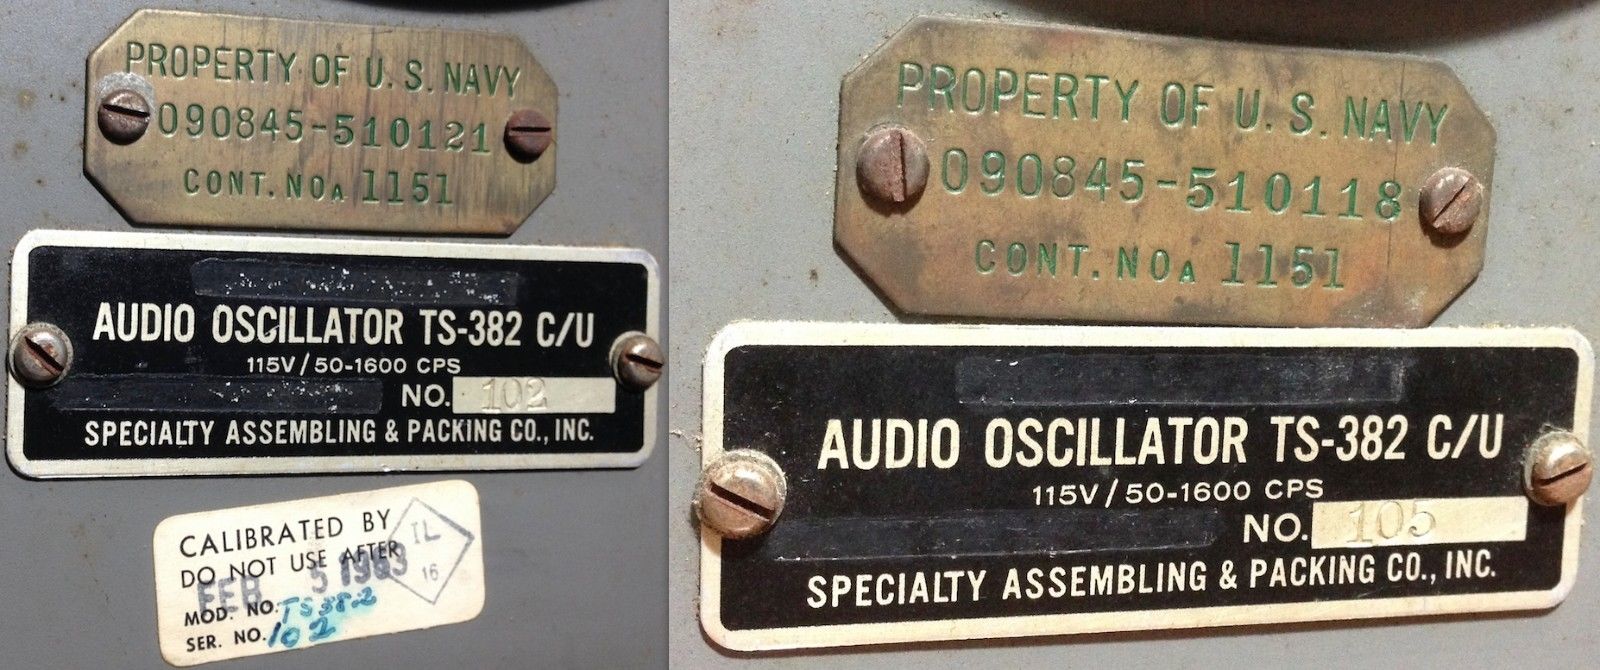 PROPERTY OF U. S. NAVY
090845-510121
CONT. NOA 1151
AUDIO OSCILLATOR TS-382 C/U
115V/50-1600 CPS
NO. 102
SPECIALTY ASSEMBLING & PACKING CO., INC.
CALIBRATED BY IL
DO NOT USE AFTER 16
FEB 5 1963
MOD. NO. TS382
SER. NO. 102
PROPERTY OF U. S. NAVY
090845-510118
CONT. NOA 1151
AUDIO OSCILLATOR TS-382 C/U
115V/50-1600 CPS
NO. 105
SPECIALTY ASSEMBLING & PACKING CO., INC.